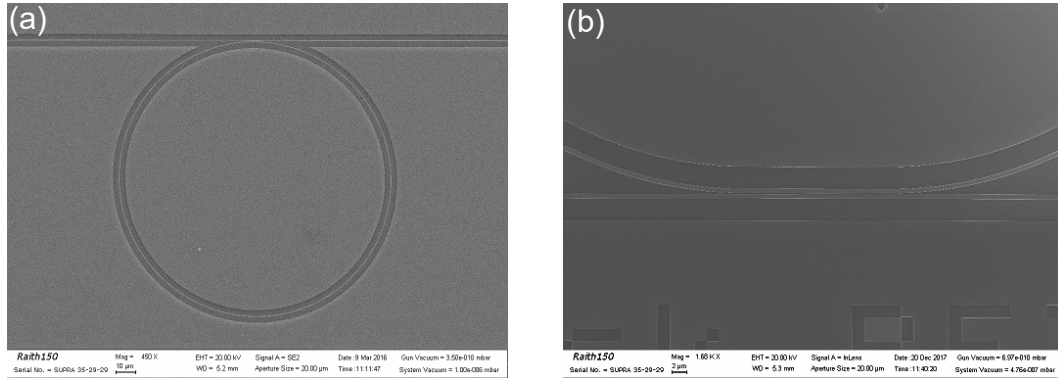 (a)
Raith150
Serial No. = SUPRA 35-29-29
Mag = 450 X
10 µm
EHT = 20.00 kV
WD = 5.2 mm
Signal A = SE2
Aperture Size = 20.00 µm
Date :9 Mar 2016
Time :11:11:47
Gun Vacuum = 3.50e-010 mbar
System Vacuum = 1.00e-006 mbar
(b)
Raith150
Serial No. = SUPRA 35-29-29
Mag = 1.68 K X
2 µm
EHT = 20.00 kV
WD = 5.3 mm
Signal A = InLens
Aperture Size = 20.00 µm
Date :20 Dec 2017
Time :11:40:20
Gun Vacuum = 6.97e-010 mbar
System Vacuum = 4.76e-007 mbar